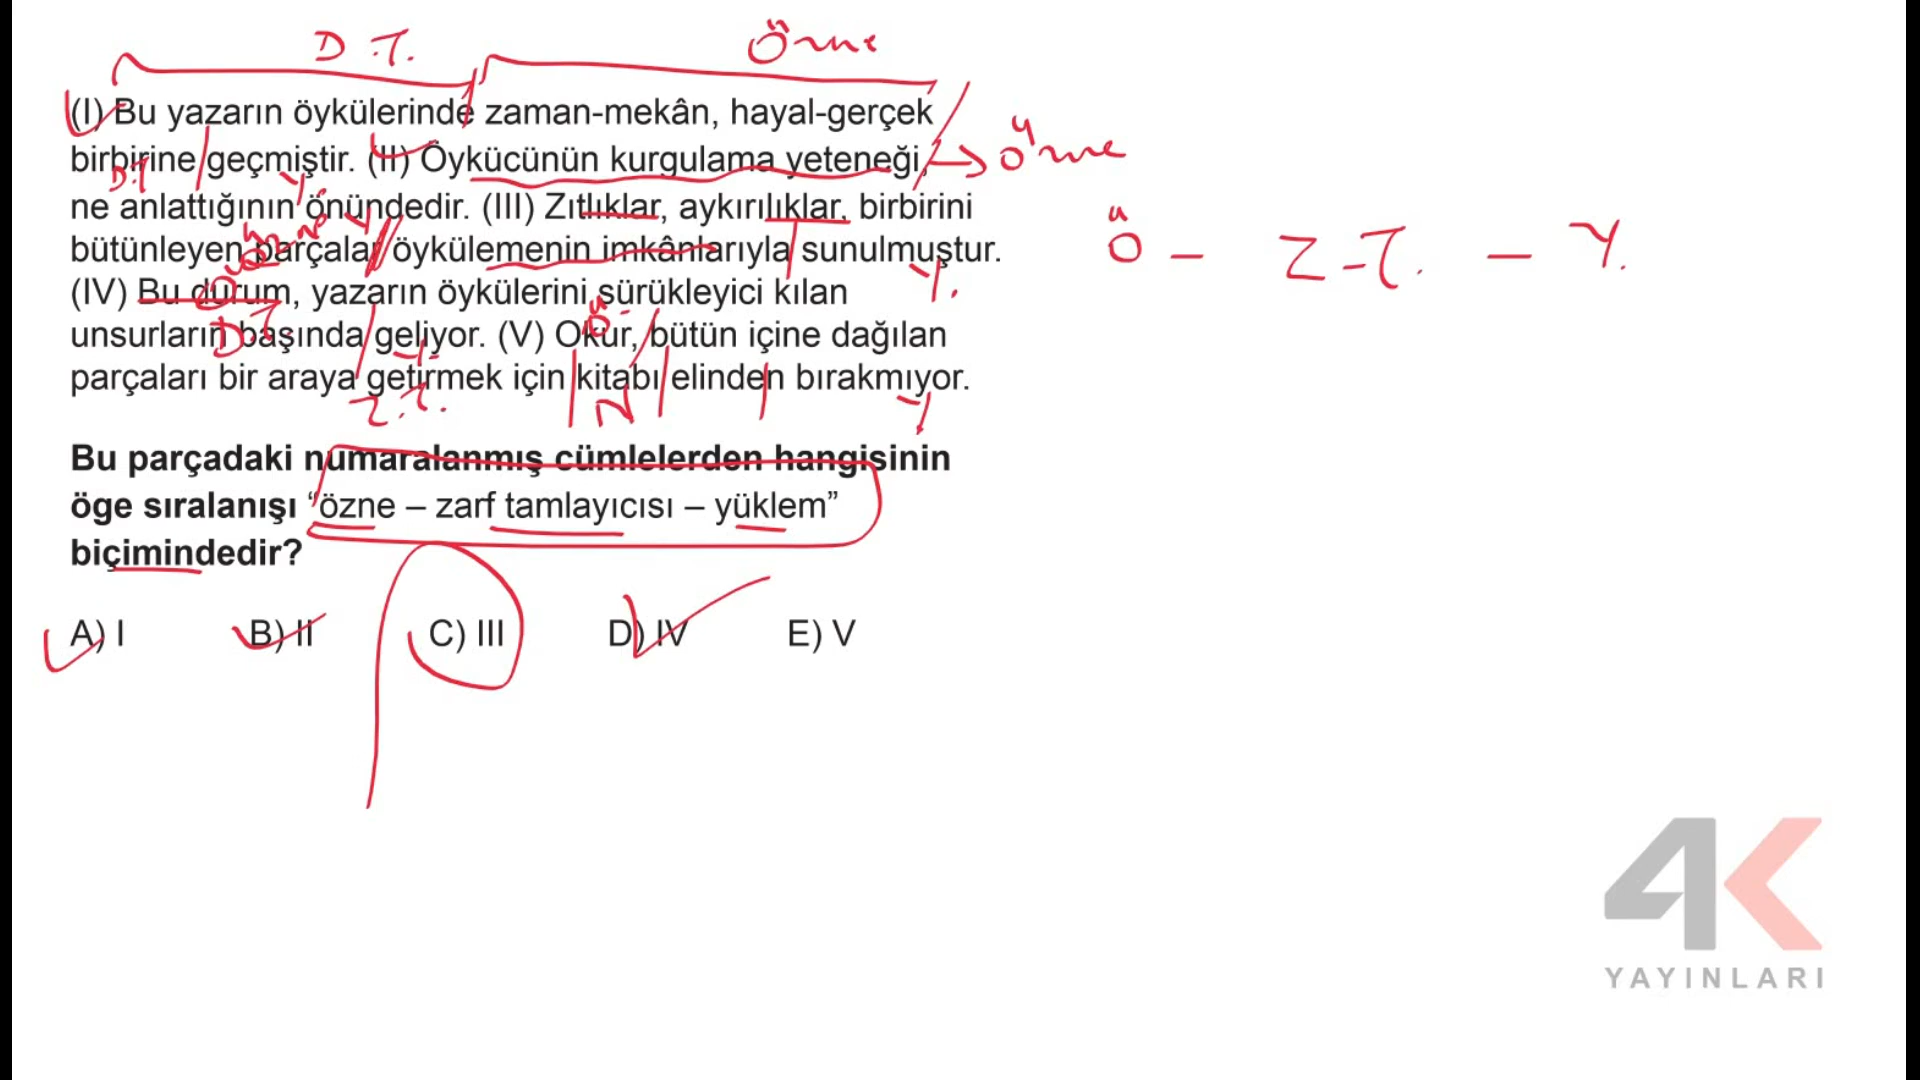 D.T. Özne
(I) Bu yazarın öykülerinde zaman-mekân, hayal-gerçek
birbirine geçmiştir. (II) Öykücünün kurgulama yeteneği, → özne
D.T. Y.
ne anlattığının önündedir. (III) Zıtlıklar, aykırılıklar, birbirini
bütünleyen parçalar öykülemenin imkânlarıyla sunulmuştur.
Ö - Z.T. - Y.
(IV) Bu durum, yazarın öykülerini sürükleyici kılan
Y.
unsurların başında geliyor. (V) Okur, bütün içine dağılan
D.T. Ö.
parçaları bir araya getirmek için kitabı elinden bırakmıyor.
Z.T. N Y
Bu parçadaki numaralanmış cümlelerden hangisinin
öge sıralanışı “özne – zarf tamlayıcısı – yüklem”
biçimindedir?
A) I B) II C) III D) IV E) V
4K
YAYINLARI